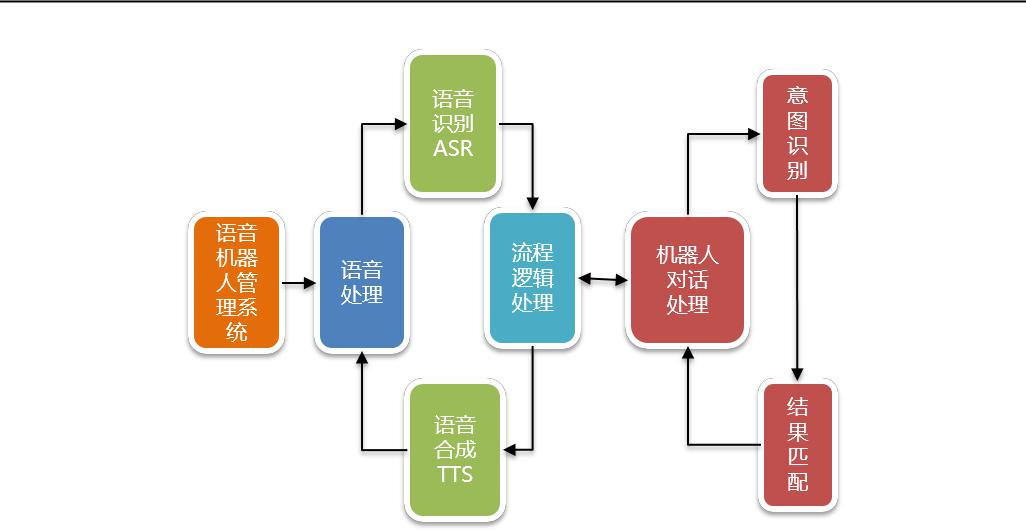 语音
识别
ASR
意
图
识
别
语音
机器
人管
理系
统
语音
处理
流程
逻辑
处理
机器人
对话
处理
语音
合成
TTS
结
果
匹
配